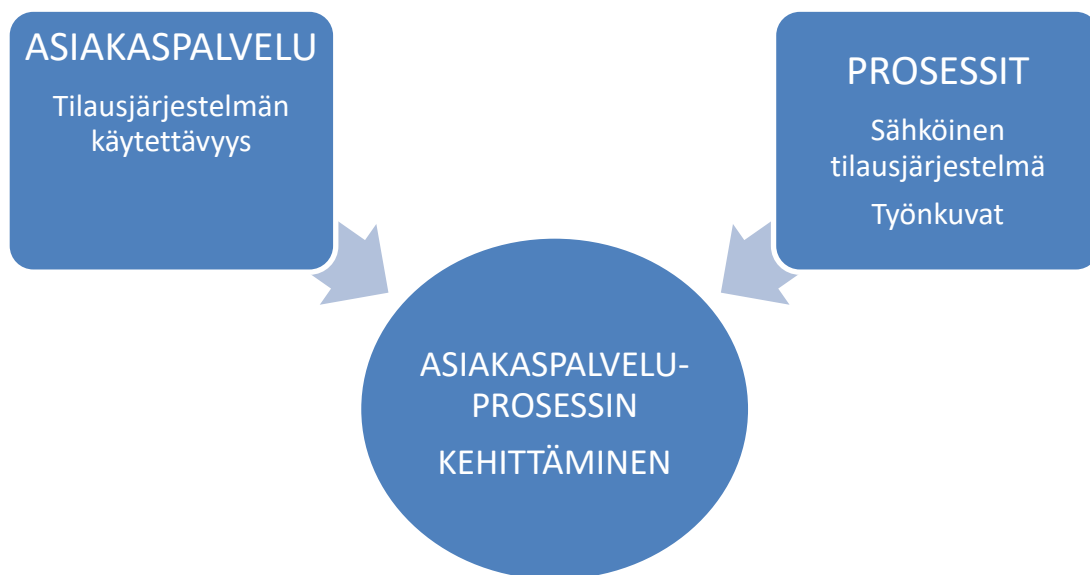 ASIAKASPALVELU
Tilausjärjestelmän
käytettävyys
PROSESSIT
Sähköinen
tilausjärjestelmä
Työnkuvat
ASIAKASPALVELU-
PROSESSIN
KEHITTÄMINEN